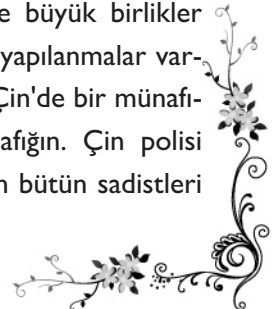 e büyük birlikler
yapılanmalar var-
Çin'de bir münafı-
afığın. Çin polisi
n bütün sadistleri